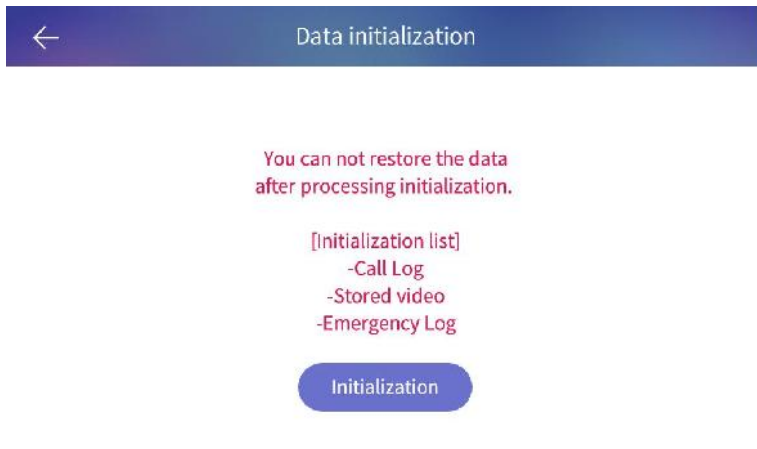 Data initialization
You can not restore the data
after processing initialization.
[Initialization list]
-Call Log
-Stored video
-Emergency Log
Initialization